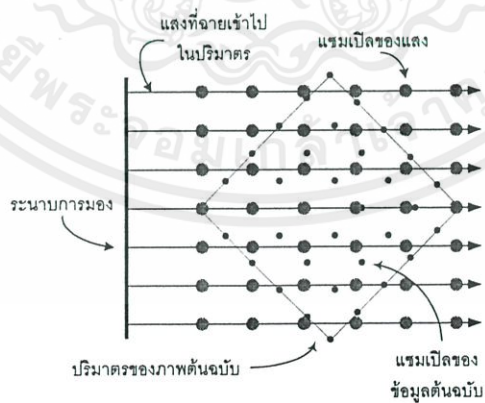 แสงที่ฉายเข้าไป
ในปริมาตร
แซมเปิลของแสง
ระนาบการมอง
ปริมาตรของภาพต้นฉบับ
แซมเปิลของ
ข้อมูลต้นฉบับ